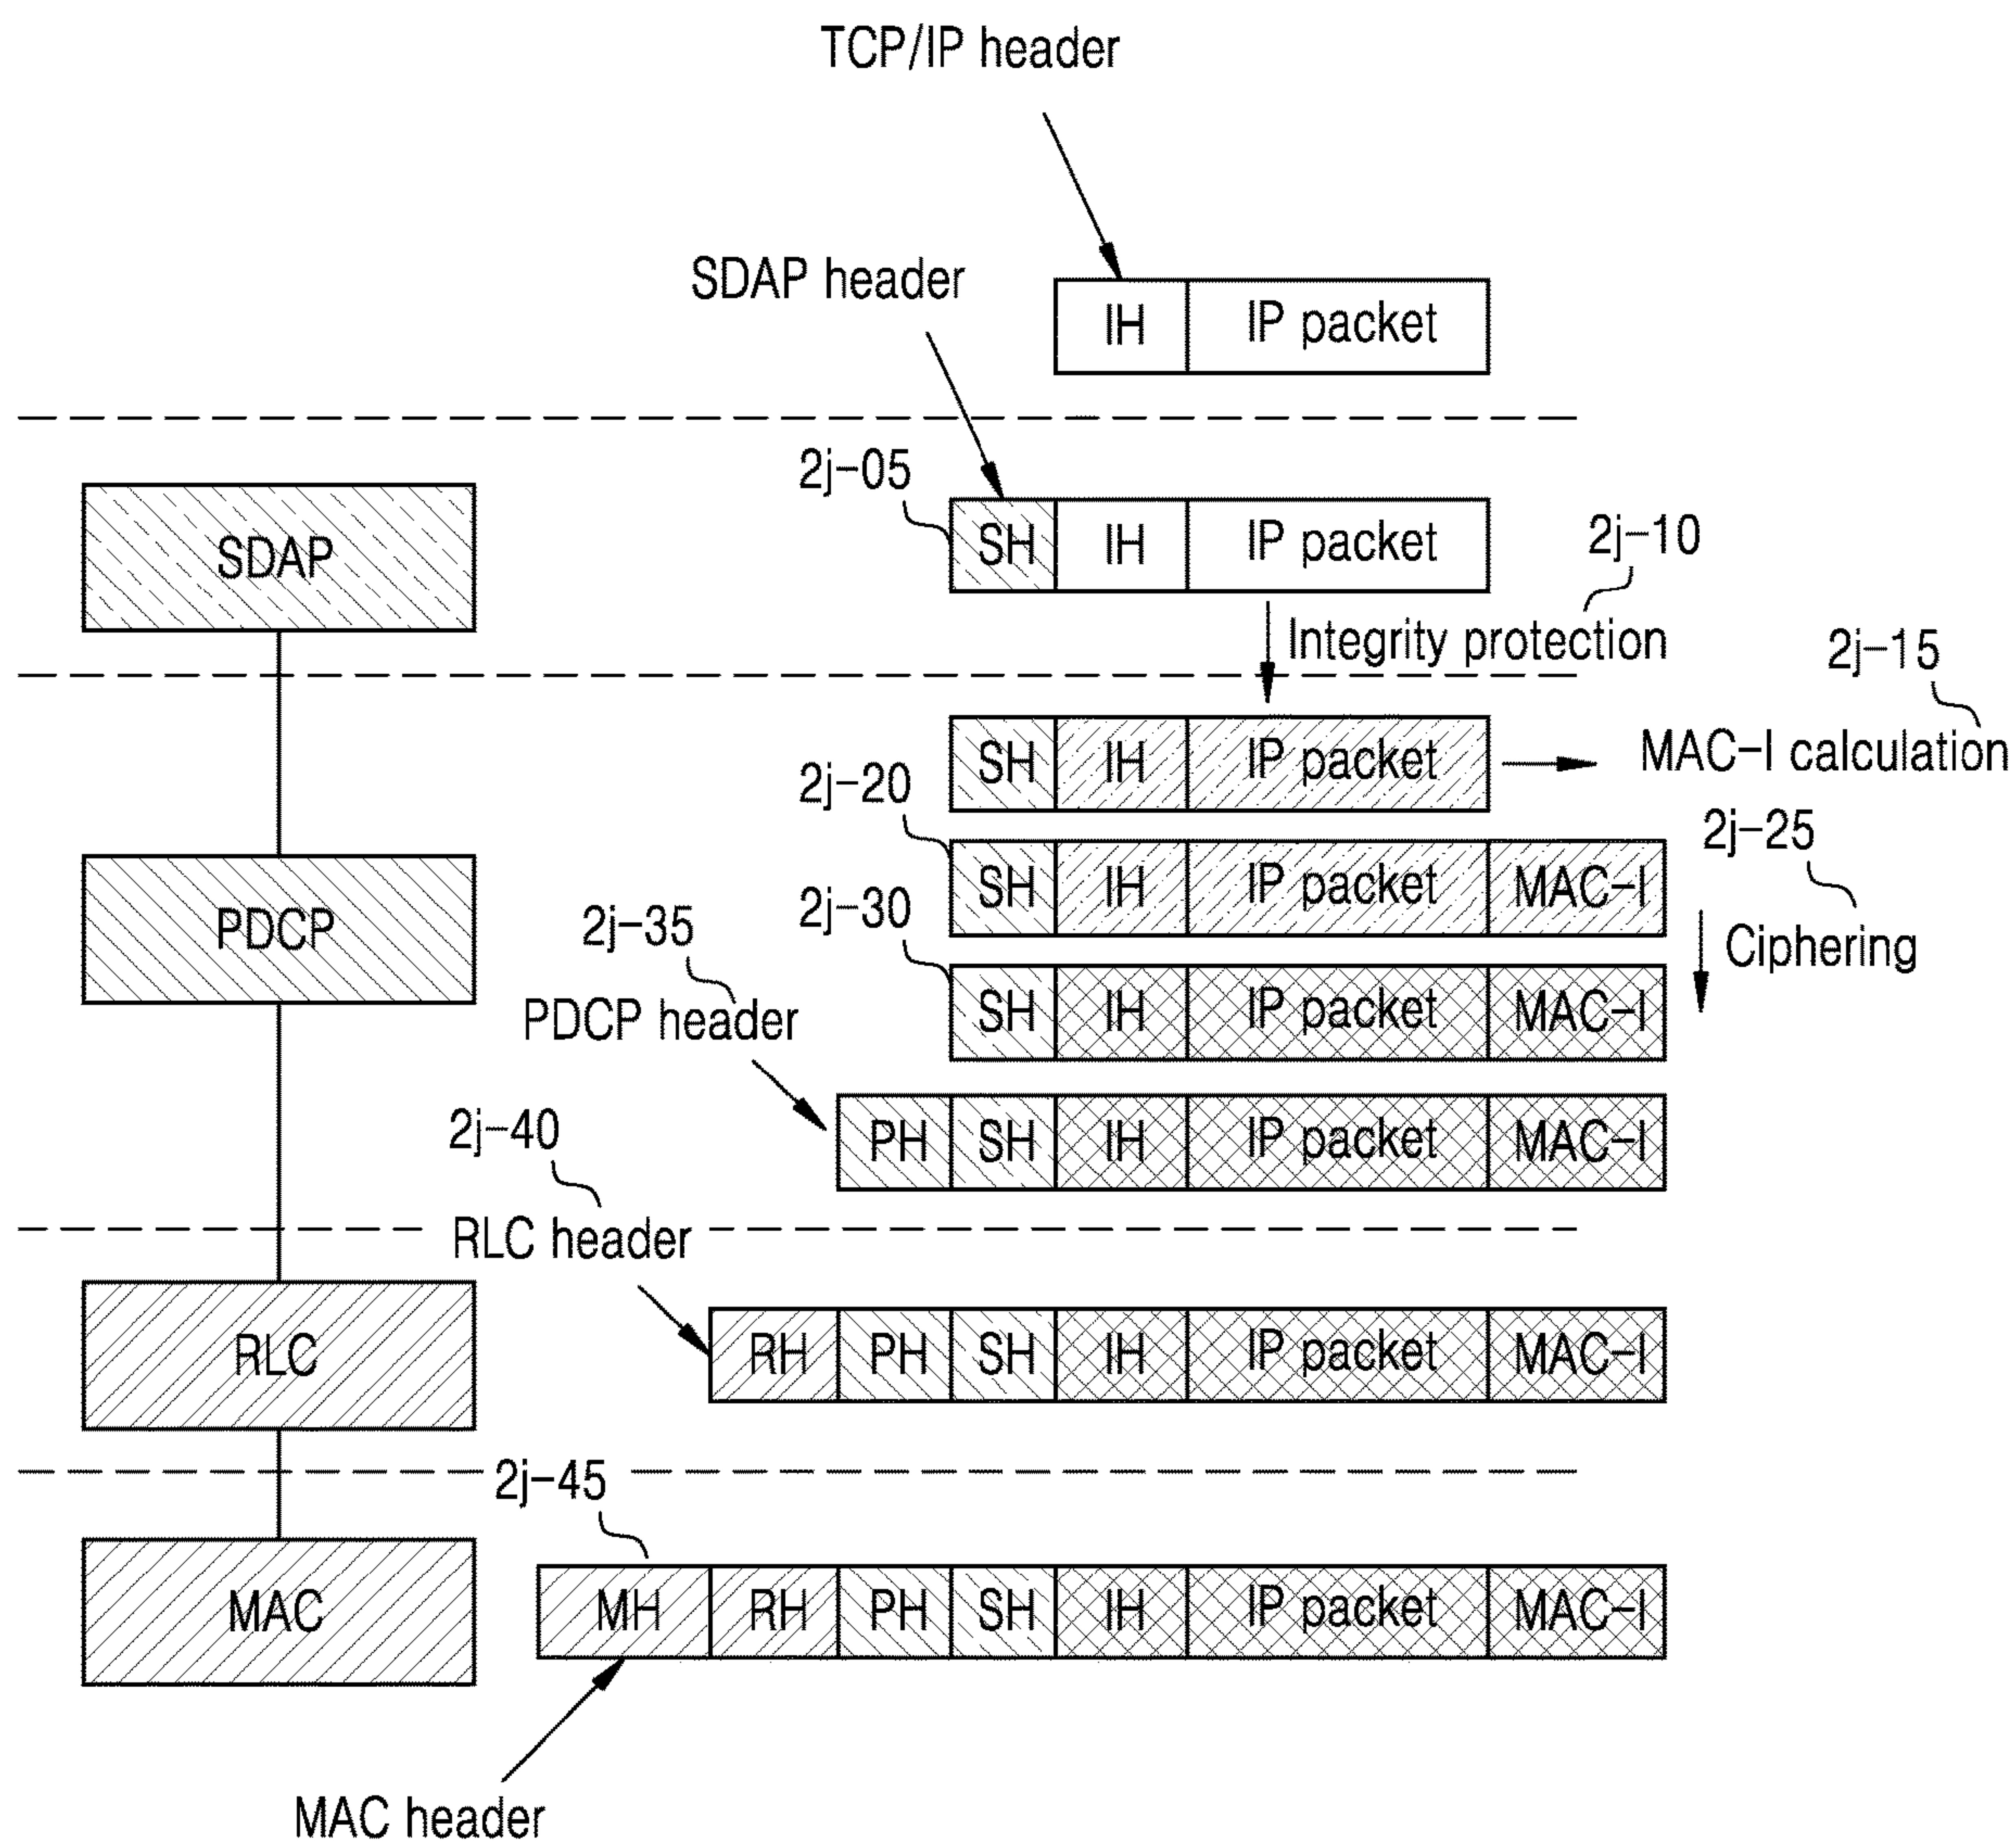 TCP/IP header
SDAP header
IH IP packet
2j-05
SDAP
SH IH IP packet
2j-10
Integrity protection
2j-15
SH IH IP packet
MAC-I calculation
2j-20
2j-25
SH IH IP packet MAC-I
Ciphering
PDCP
2j-35
2j-30
PDCP header
SH IH IP packet MAC-I
2j-40
PH SH IH IP packet MAC-I
RLC header
RLC
RH PH SH IH IP packet MAC-I
2j-45
MAC
MH RH PH SH IH IP packet MAC-I
MAC header